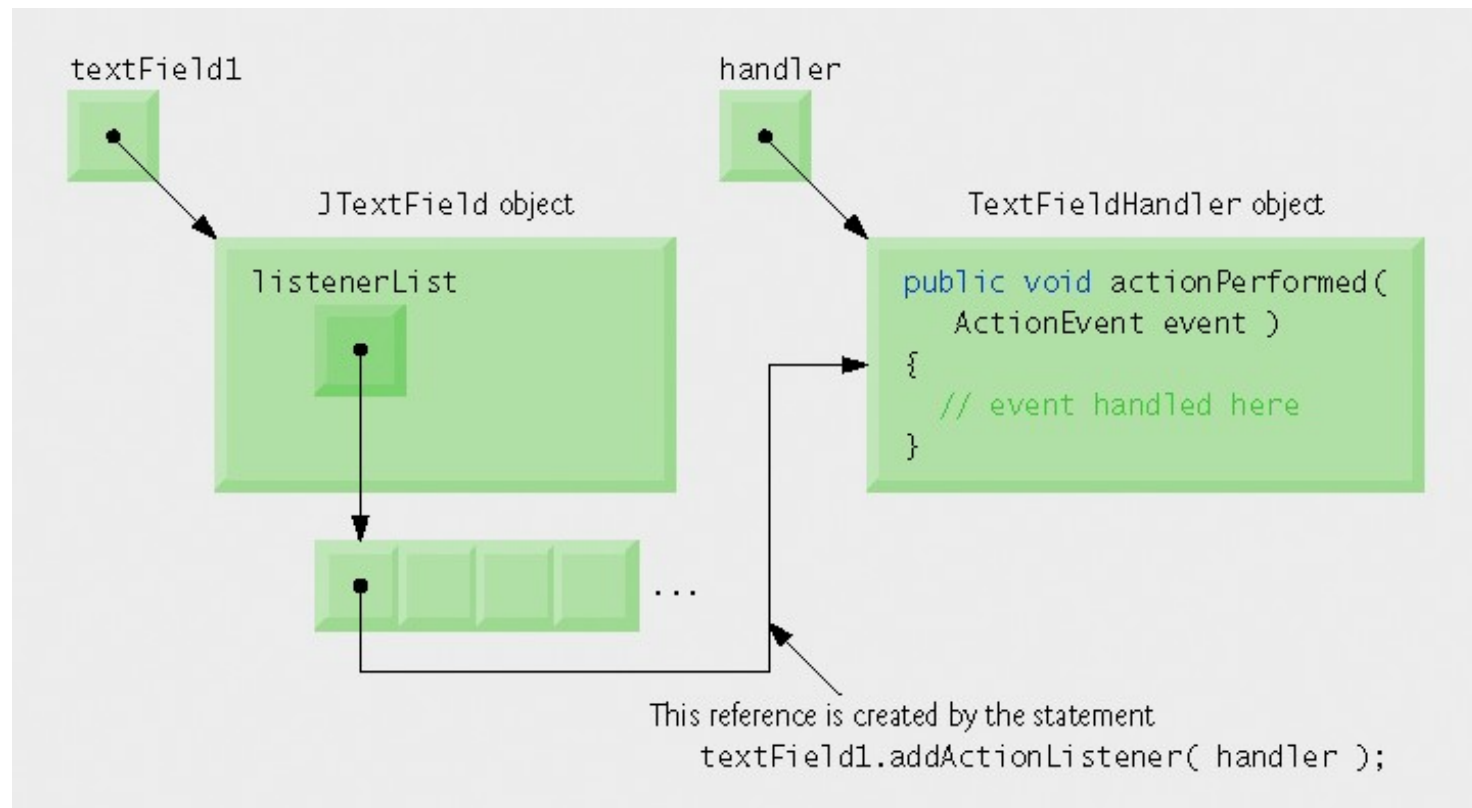 textField1
handler
JTextField object
TextFieldHandler object
listenerList
public void actionPerformed(
ActionEvent event )
{
// event handled here
}
...
This reference is created by the statement
textField1.addActionListener( handler );